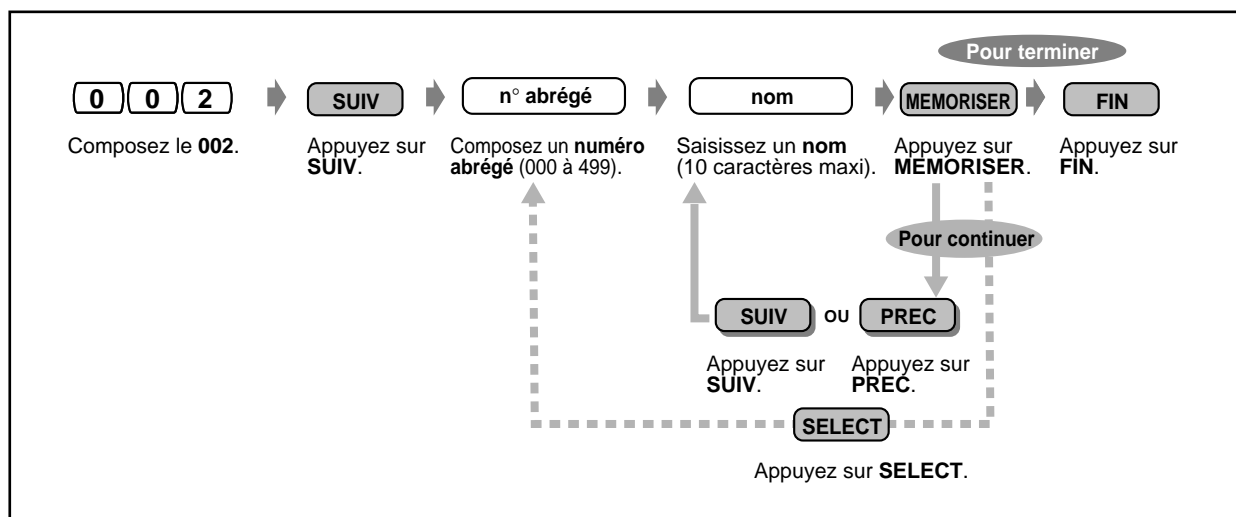 Pour terminer
0 0 2 SUIV n° abrégé nom MEMORISER FIN
Composez le 002.
Appuyez sur
SUIV.
Composez un numéro
abrégé (000 à 499).
Saisissez un nom
(10 caractères maxi).
Appuyez sur
MEMORISER.
Appuyez sur
FIN.
Pour continuer
SUIV OU PREC
Appuyez sur
SUIV.
Appuyez sur
PREC.
SELECT
Appuyez sur SELECT.